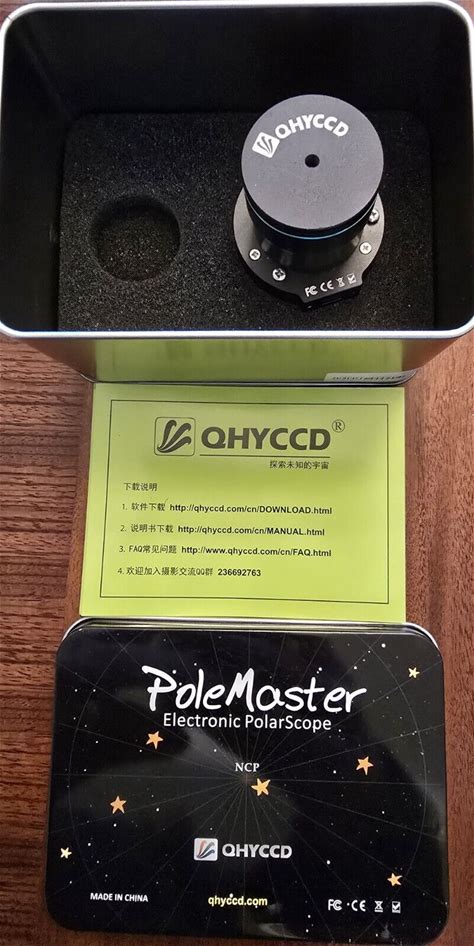 QHYCCD
FC CE
QHYCCD®
探索未知的宇宙
下载说明
1. 软件下载 http://qhyccd.com/cn/DOWNLOAD.html
2. 说明书下载 http://qhyccd.com/cn/MANUAL.html
3. FAQ常见问题 http://www.qhyccd.com/cn/FAQ.html
4. 欢迎加入摄影交流QQ群 236692763
PoleMaster
Electronic PolarScope
NCP
QHYCCD
MADE IN CHINA
qhyccd.com
FC CE